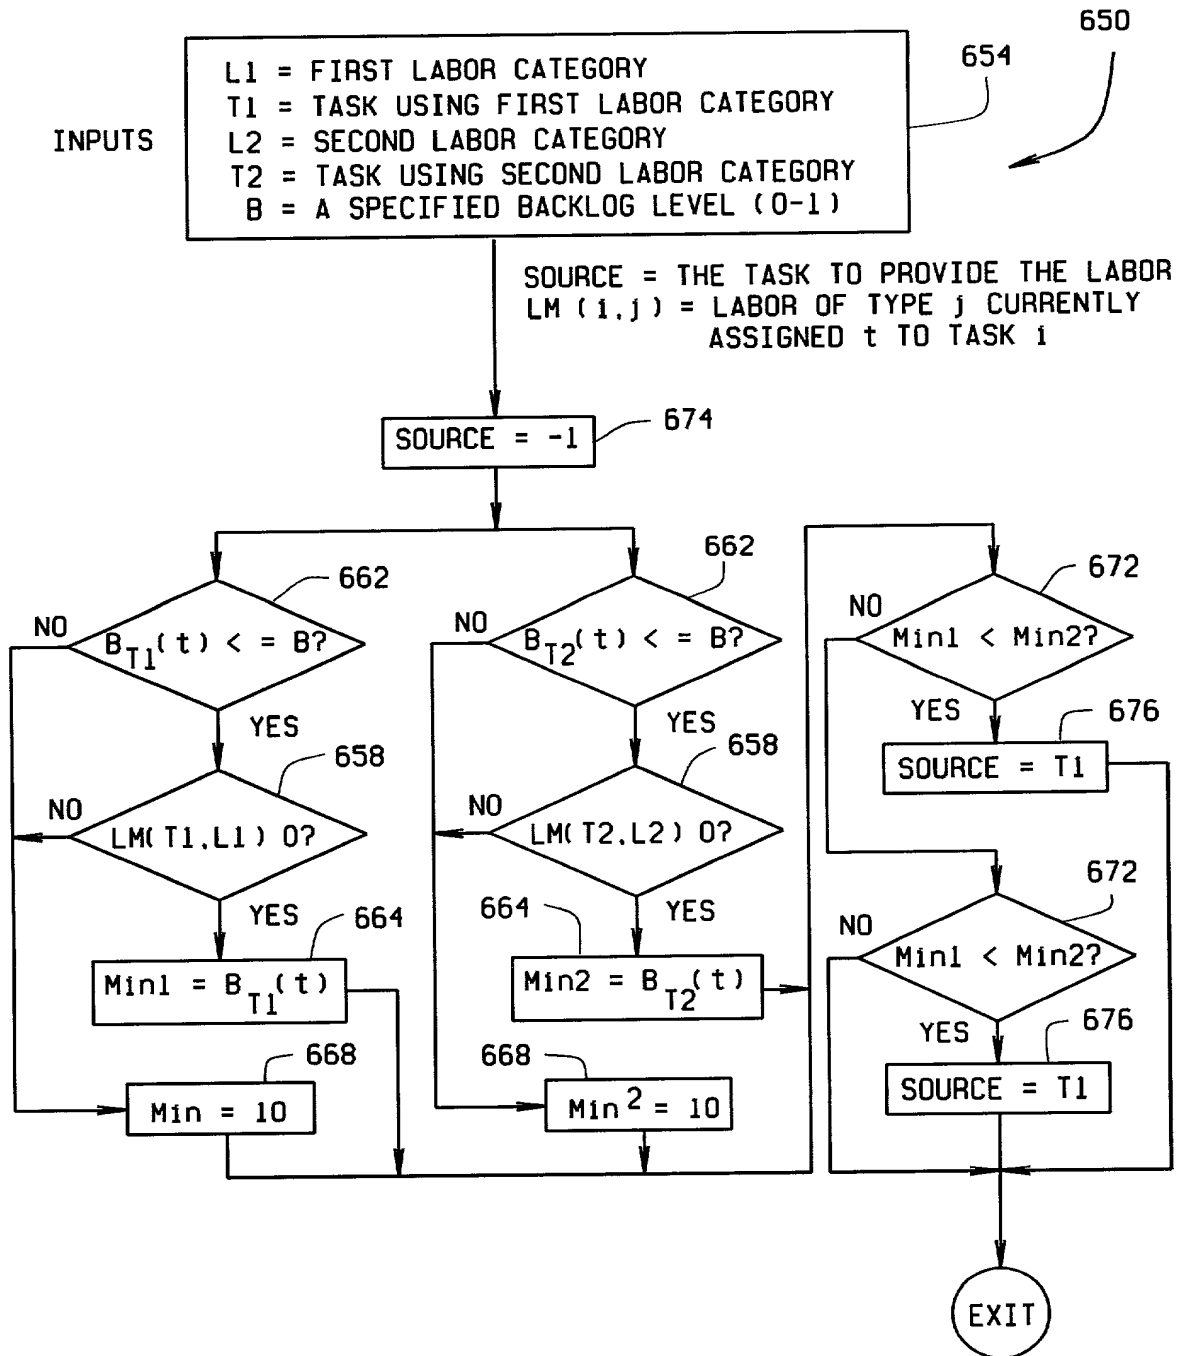 650
654
INPUTS
L1 = FIRST LABOR CATEGORY
T1 = TASK USING FIRST LABOR CATEGORY
L2 = SECOND LABOR CATEGORY
T2 = TASK USING SECOND LABOR CATEGORY
B = A SPECIFIED BACKLOG LEVEL (0-1)
SOURCE = THE TASK TO PROVIDE THE LABOR
LM (i,j) = LABOR OF TYPE j CURRENTLY
ASSIGNED t TO TASK i
SOURCE = -1
674
662
NO
B_T1(t) < = B?
YES
658
NO
LM(T1,L1) 0?
YES
664
Min1 = B_T1(t)
668
Min = 10
662
NO
B_T2(t) < = B?
YES
658
NO
LM(T2,L2) 0?
YES
664
Min2 = B_T2(t)
668
Min² = 10
672
NO
Min1 < Min2?
YES
676
SOURCE = T1
672
NO
Min1 < Min2?
YES
676
SOURCE = T1
EXIT